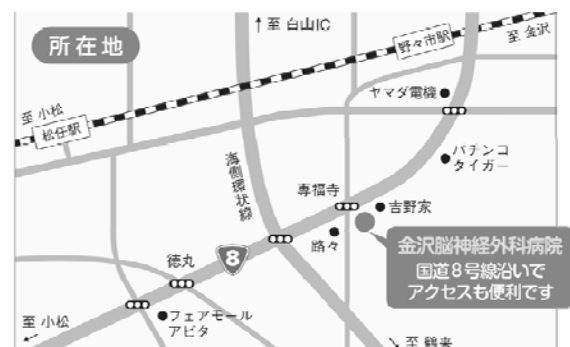 所在地
↑至 白山IC
野々市駅
至 金沢
ヤマダ電機
至 小松
松任駅
パチンコ
タイガー
海側環状線
専福寺
吉野家
路々
金沢脳神経外科病院
国道8号線沿いで
アクセスも便利です
8
徳丸
フェアモール
アピタ
至 小松
至 鶴来